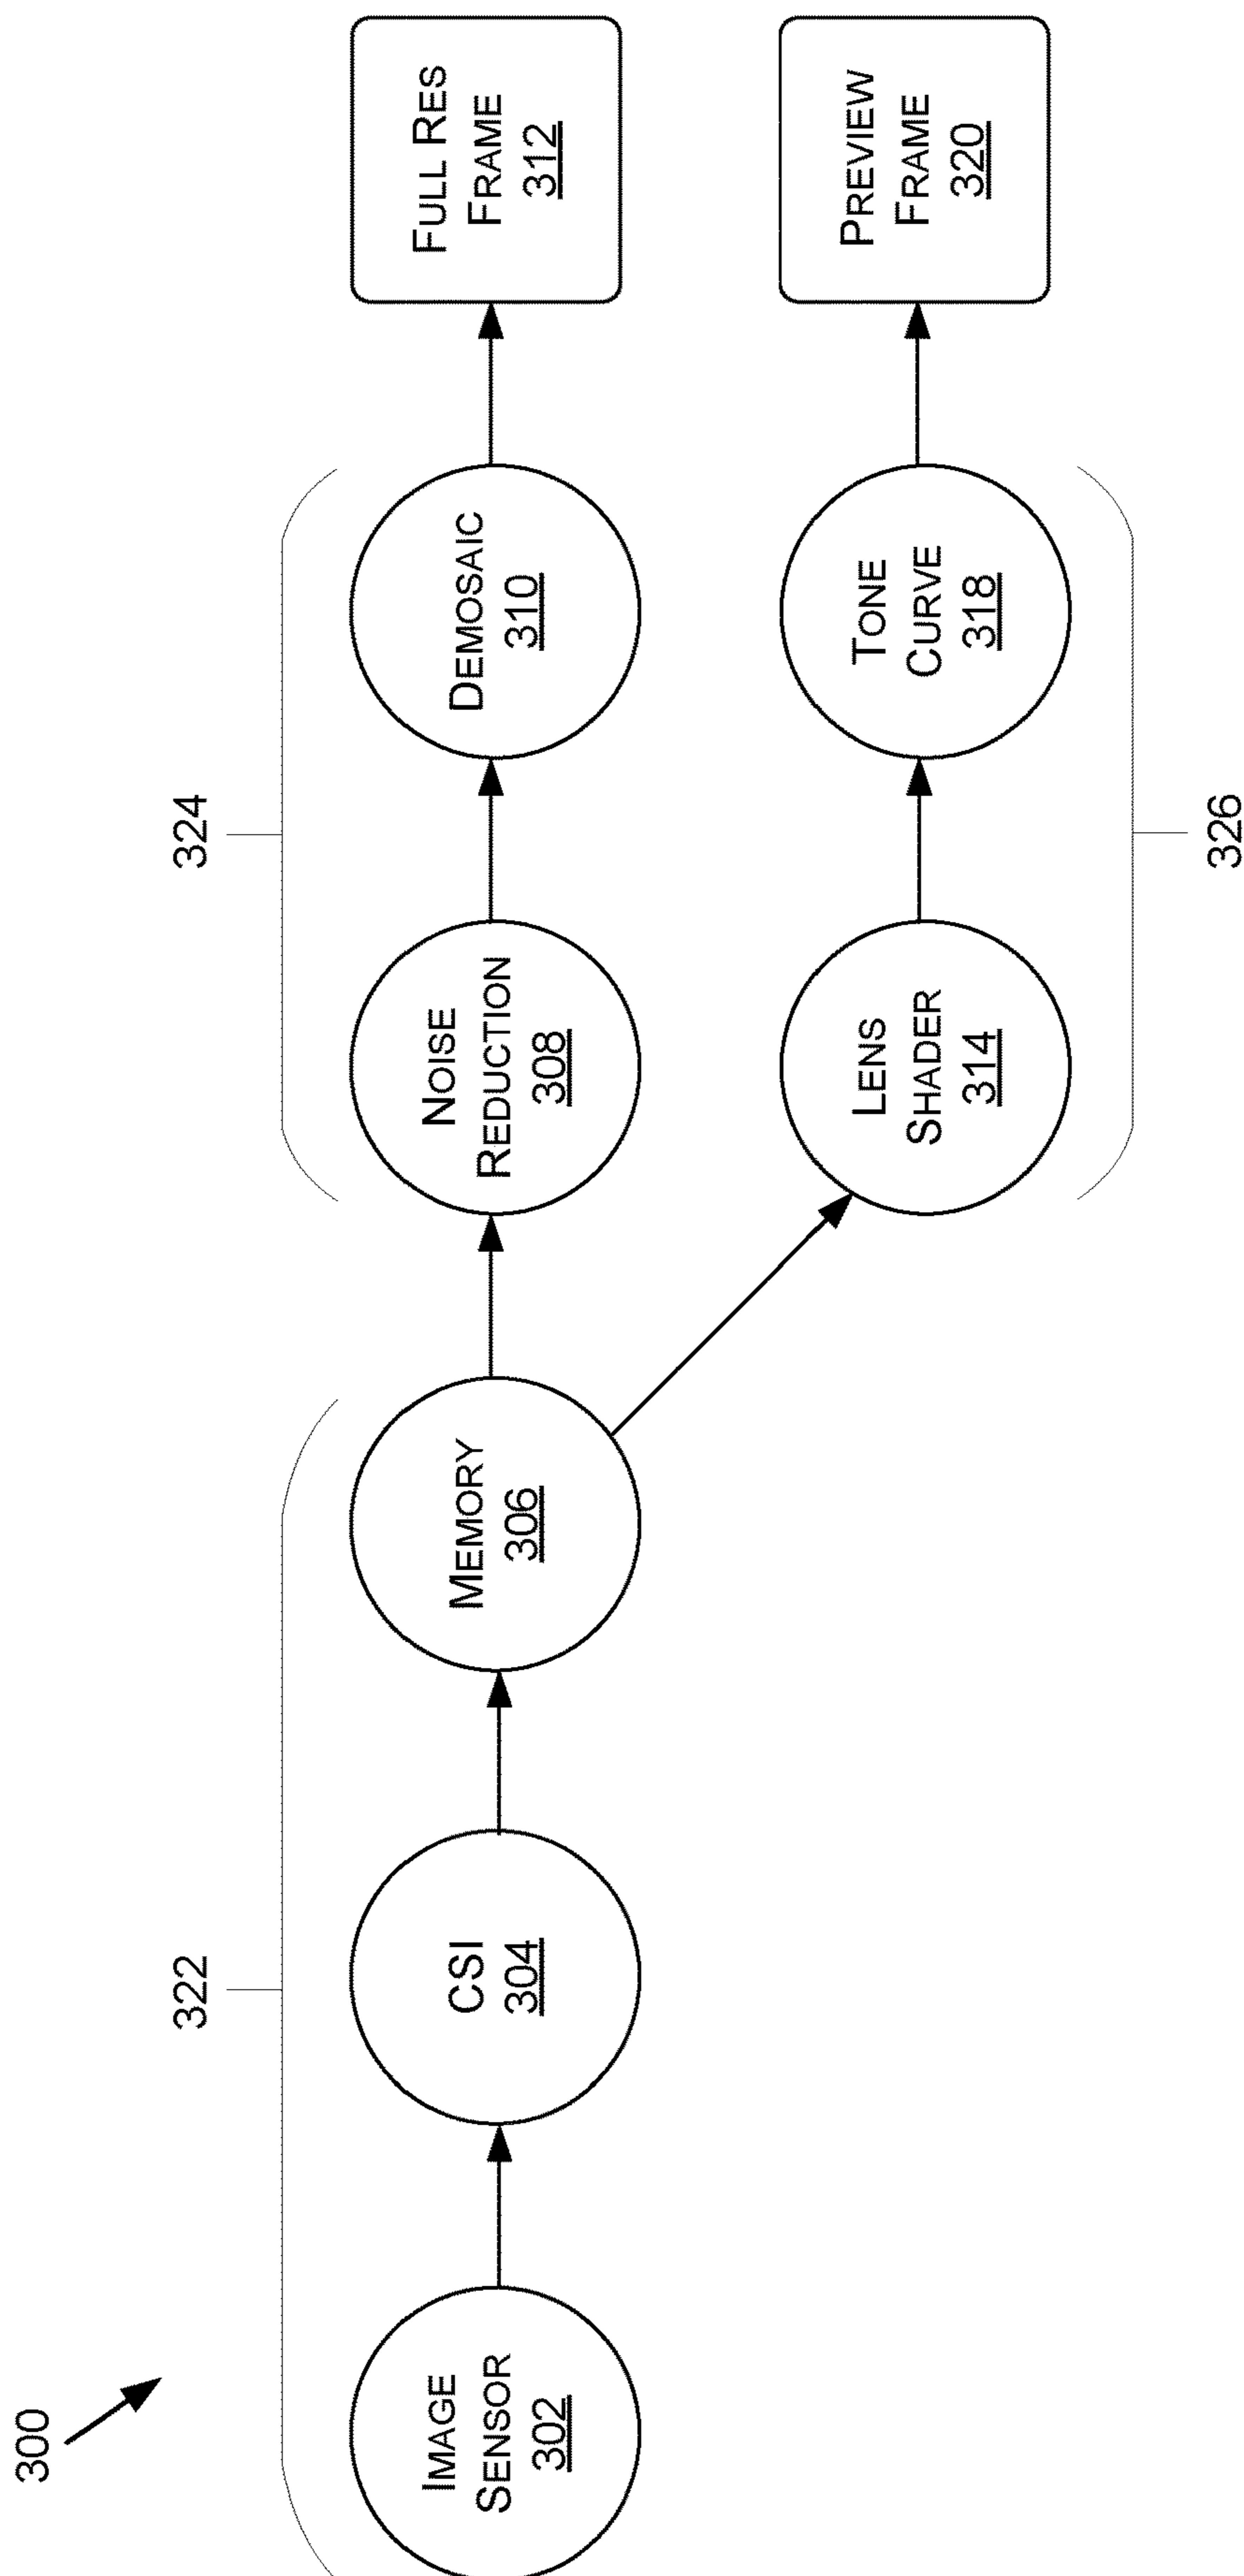 300
322
324
IMAGE
SENSOR
302
CSI
304
MEMORY
306
NOISE
REDUCTION
308
DEMOSAIC
310
FULL RES
FRAME
312
LENS
SHADER
314
TONE
CURVE
318
PREVIEW
FRAME
320
326